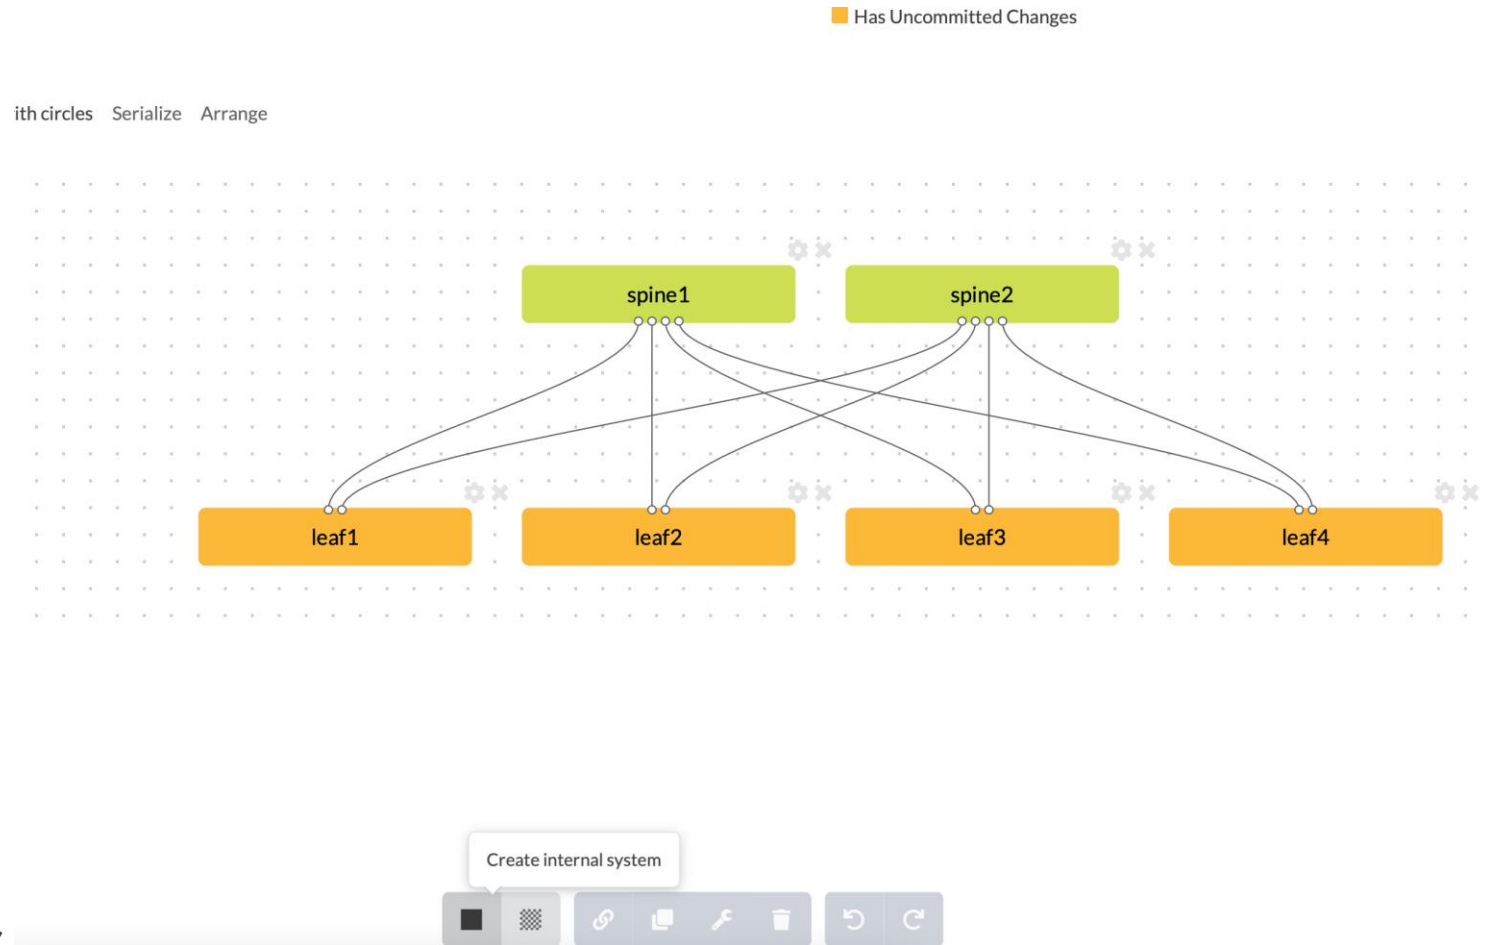 Has Uncommitted Changes
ith circles Serialize Arrange
spine1 spine2
leaf1 leaf2 leaf3 leaf4
Create internal system